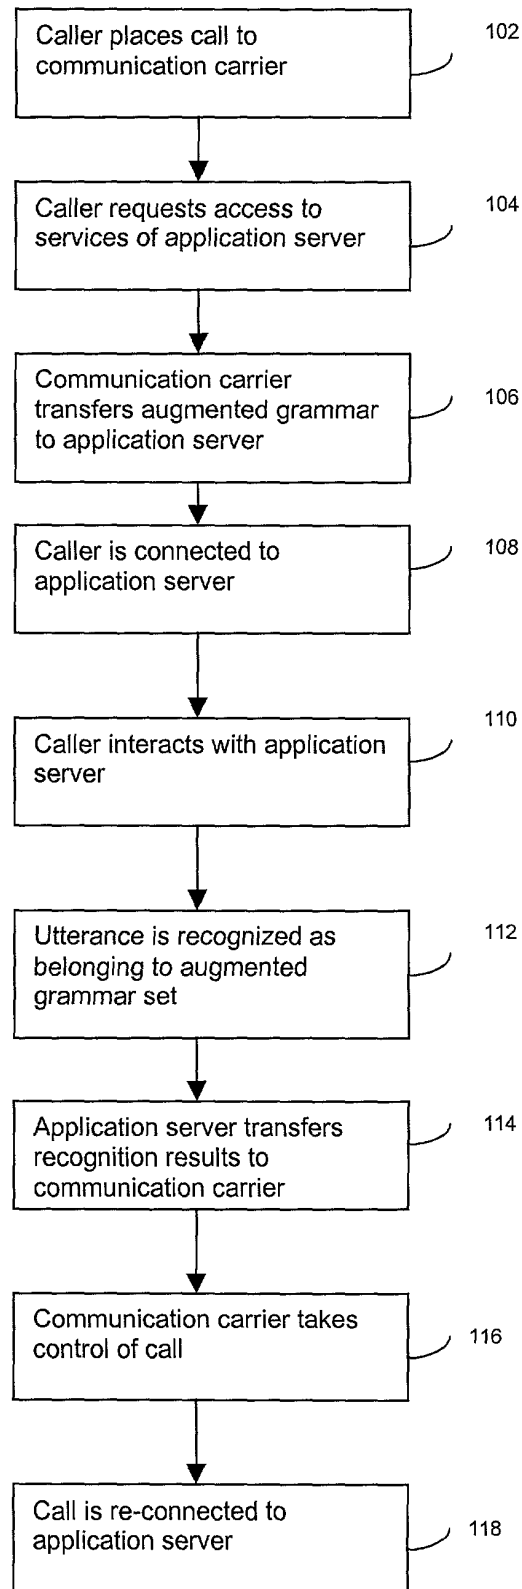 Caller places call to
communication carrier
102
Caller requests access to
services of application server
104
Communication carrier
transfers augmented grammar
to application server
106
Caller is connected to
application server
108
Caller interacts with application
server
110
Utterance is recognized as
belonging to augmented
grammar set
112
Application server transfers
recognition results to
communication carrier
114
Communication carrier takes
control of call
116
Call is re-connected to
application server
118